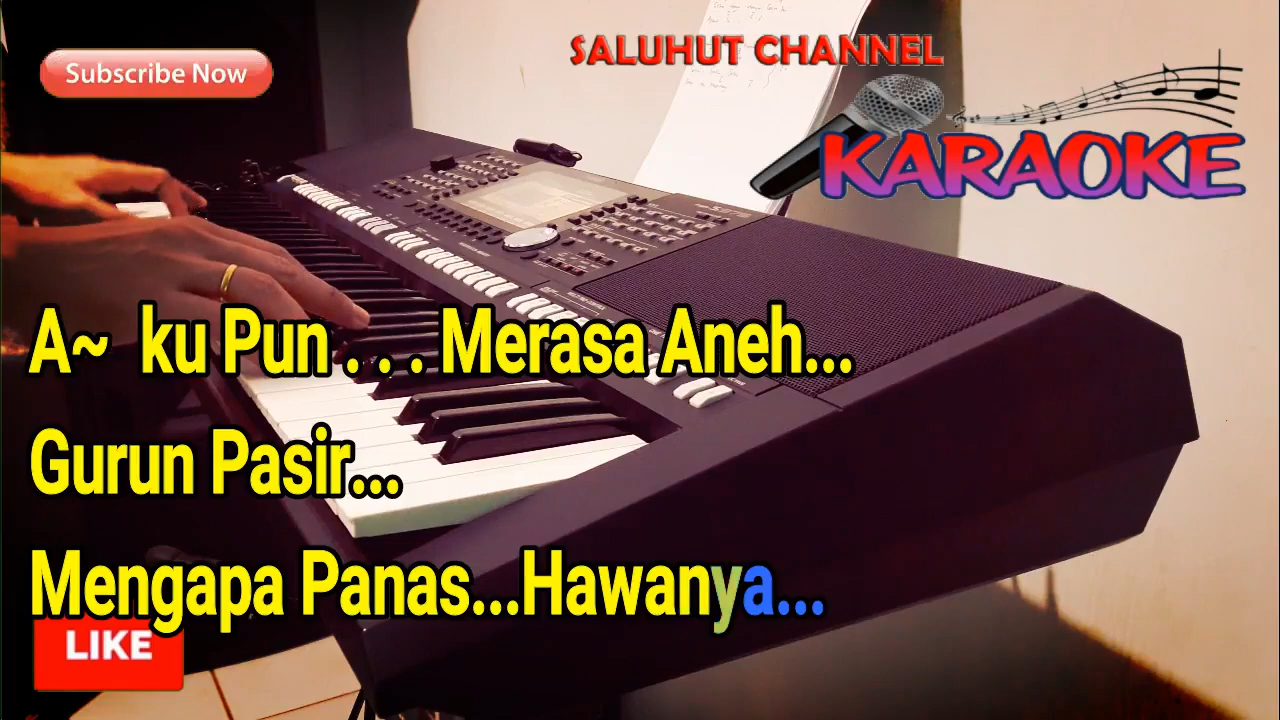 Subscribe Now
SALUHUT CHANNEL
KARAOKE
A~ ku Pun . . . Merasa Aneh...
Gurun Pasir...
Mengapa Panas...Hawanya...
LIKE